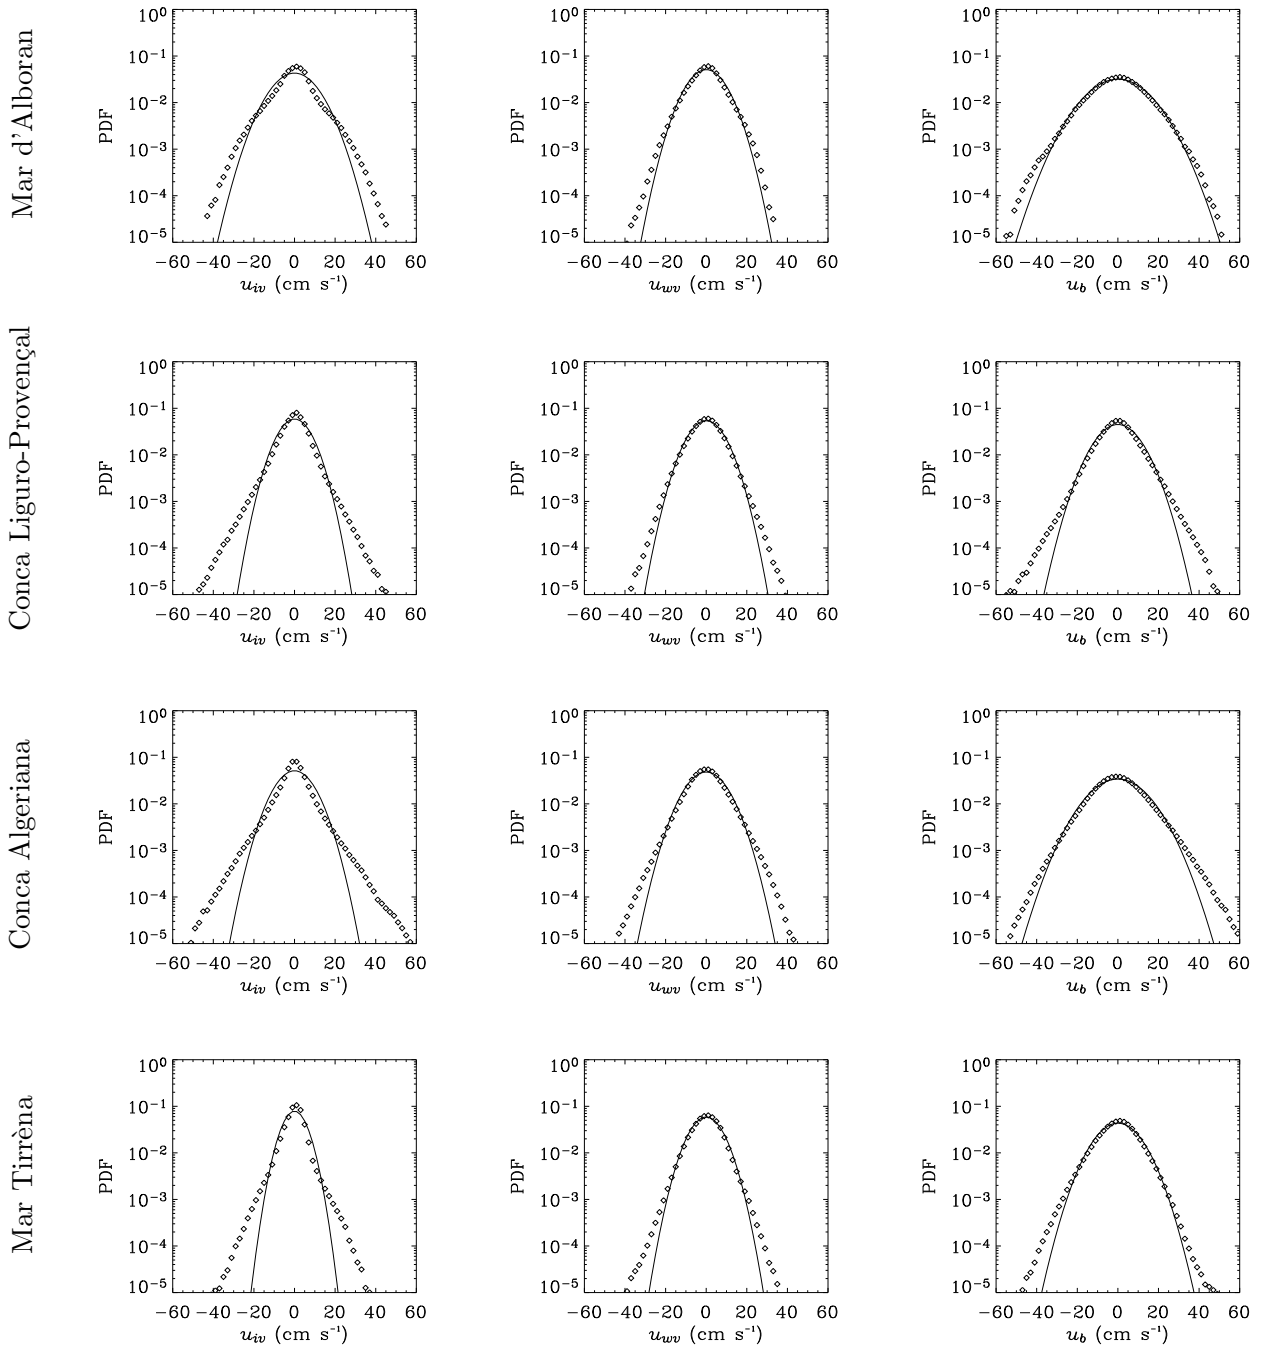 Mar d'Alboran
PDF
10⁰
10⁻¹
10⁻²
10⁻³
10⁻⁴
10⁻⁵
−60 −40 −20 0 20 40 60
u_iv (cm s⁻¹)
PDF
10⁰
10⁻¹
10⁻²
10⁻³
10⁻⁴
10⁻⁵
−60 −40 −20 0 20 40 60
u_wv (cm s⁻¹)
PDF
10⁰
10⁻¹
10⁻²
10⁻³
10⁻⁴
10⁻⁵
−60 −40 −20 0 20 40 60
u_b (cm s⁻¹)
Conca Liguro-Provençal
PDF
10⁰
10⁻¹
10⁻²
10⁻³
10⁻⁴
10⁻⁵
−60 −40 −20 0 20 40 60
u_iv (cm s⁻¹)
PDF
10⁰
10⁻¹
10⁻²
10⁻³
10⁻⁴
10⁻⁵
−60 −40 −20 0 20 40 60
u_wv (cm s⁻¹)
PDF
10⁰
10⁻¹
10⁻²
10⁻³
10⁻⁴
10⁻⁵
−60 −40 −20 0 20 40 60
u_b (cm s⁻¹)
Conca Algeriana
PDF
10⁰
10⁻¹
10⁻²
10⁻³
10⁻⁴
10⁻⁵
−60 −40 −20 0 20 40 60
u_iv (cm s⁻¹)
PDF
10⁰
10⁻¹
10⁻²
10⁻³
10⁻⁴
10⁻⁵
−60 −40 −20 0 20 40 60
u_wv (cm s⁻¹)
PDF
10⁰
10⁻¹
10⁻²
10⁻³
10⁻⁴
10⁻⁵
−60 −40 −20 0 20 40 60
u_b (cm s⁻¹)
Mar Tirrèna
PDF
10⁰
10⁻¹
10⁻²
10⁻³
10⁻⁴
10⁻⁵
−60 −40 −20 0 20 40 60
u_iv (cm s⁻¹)
PDF
10⁰
10⁻¹
10⁻²
10⁻³
10⁻⁴
10⁻⁵
−60 −40 −20 0 20 40 60
u_wv (cm s⁻¹)
PDF
10⁰
10⁻¹
10⁻²
10⁻³
10⁻⁴
10⁻⁵
−60 −40 −20 0 20 40 60
u_b (cm s⁻¹)